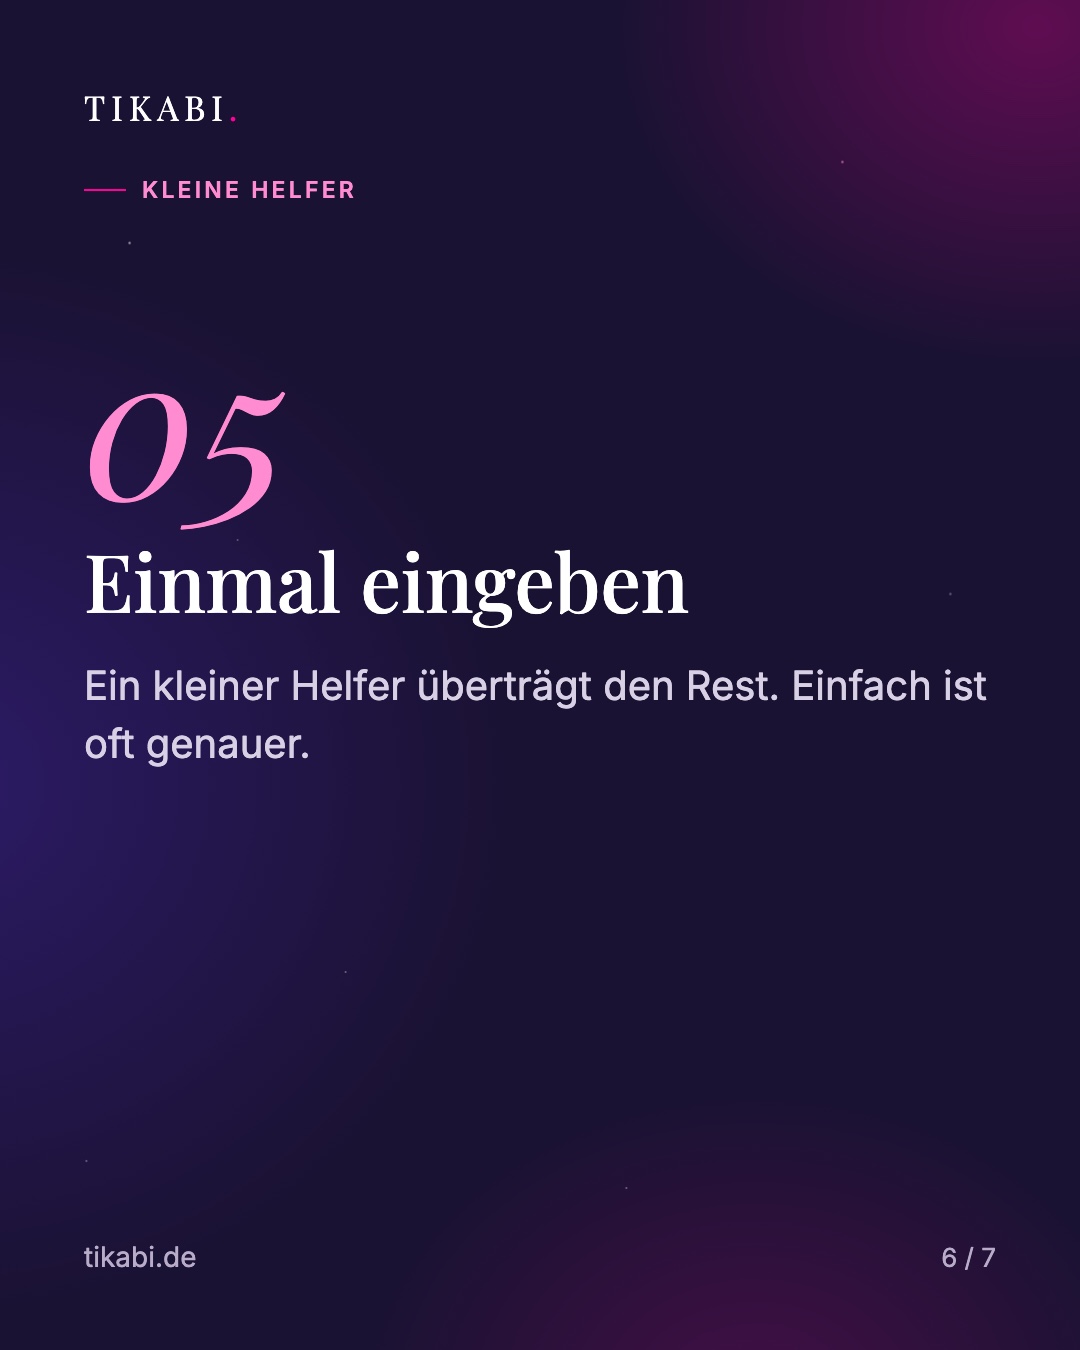 TIKABI.
KLEINE HELFER
05
Einmal eingeben
Ein kleiner Helfer überträgt den Rest. Einfach ist
oft genauer.
tikabi.de
6 / 7